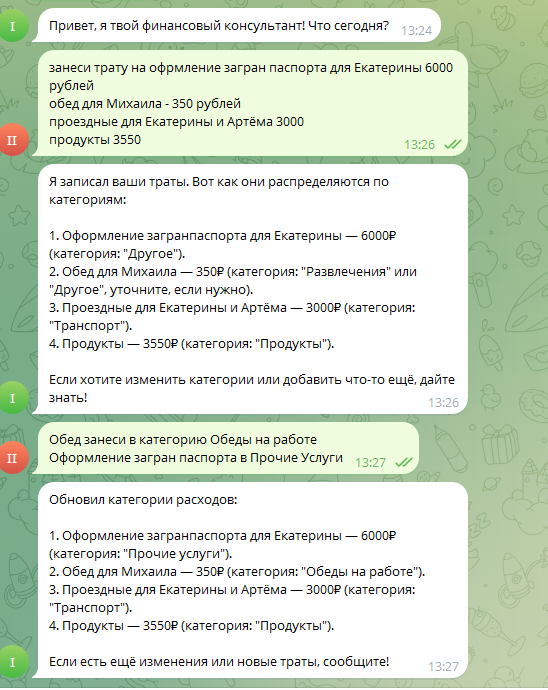 I
Привет, я твой финансовый консультант! Что сегодня?
13:24
занеси трату на офрмление загран паспорта для Екатерины 6000
рублей
обед для Михаила - 350 рублей
проездные для Екатерины и Артёма 3000
продукты 3550
II
13:26
Я записал ваши траты. Вот как они распределяются по
категориям:
1. Оформление загранпаспорта для Екатерины — 6000₽
(категория: "Другое").
2. Обед для Михаила — 350₽ (категория: "Развлечения" или
"Другое", уточните, если нужно).
3. Проездные для Екатерины и Артёма — 3000₽ (категория:
"Транспорт").
4. Продукты — 3550₽ (категория: "Продукты").
Если хотите изменить категории или добавить что-то ещё, дайте
знать!
I
13:26
Обед занеси в категорию Обеды на работе
Оформление загран паспорта в Прочие Услуги
II
13:27
Обновил категории расходов:
1. Оформление загранпаспорта для Екатерины — 6000₽
(категория: "Прочие услуги").
2. Обед для Михаила — 350₽ (категория: "Обеды на работе").
3. Проездные для Екатерины и Артёма — 3000₽ (категория:
"Транспорт").
4. Продукты — 3550₽ (категория: "Продукты").
Если есть ещё изменения или новые траты, сообщите!
I
13:27